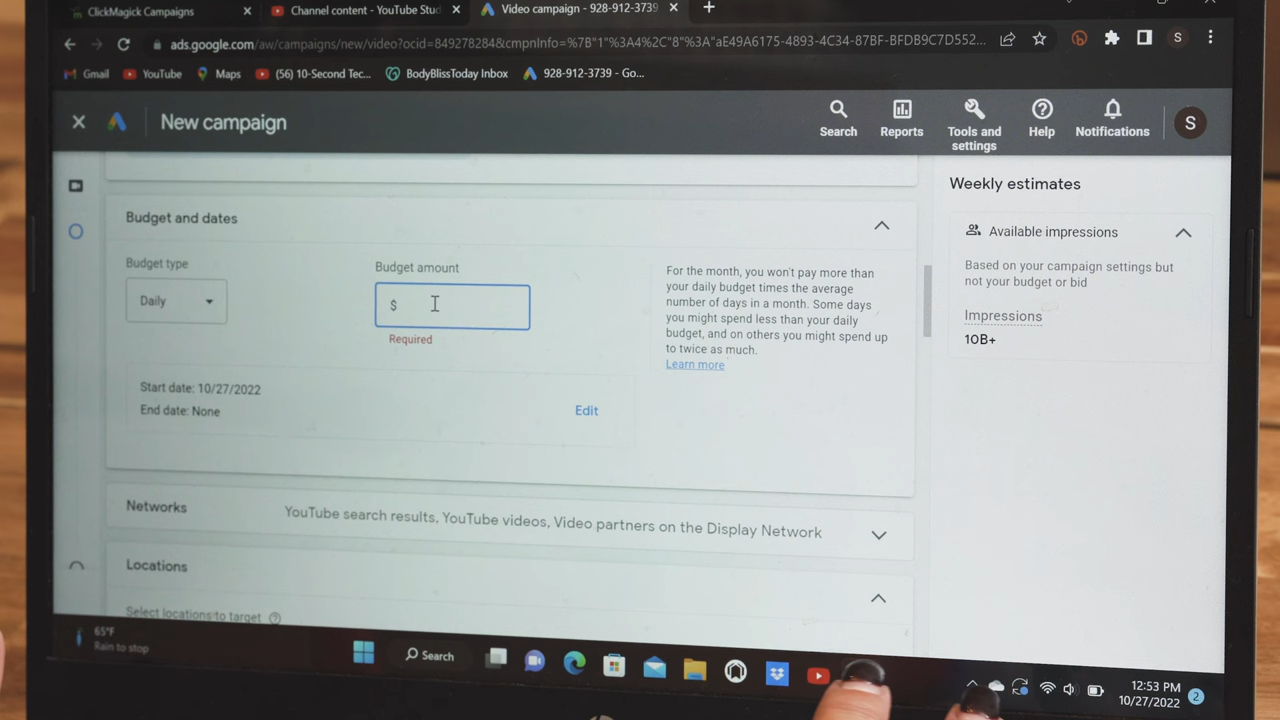 ClickMagick Campaigns
Channel content - YouTube Stud
Video campaign - 928-912-3739
ads.google.com/aw/campaigns/new/video?ocid=849278284&cmpnInfo=%7B"1"%3A4%2C"8"%3A"aE49A6175-4893-4C34-87BF-BFDB9C7D552...
S
Gmail
YouTube
Maps
(56) 10-Second Tec...
BodyBlissToday Inbox
928-912-3739 - Go...
New campaign
Search
Reports
Tools and
settings
Help
Notifications
S
Budget and dates
Budget type
Daily
Budget amount
$
Required
For the month, you won't pay more than
your daily budget times the average
number of days in a month. Some days
you might spend less than your daily
budget, and on others you might spend up
to twice as much.
Learn more
Start date: 10/27/2022
End date: None
Edit
Networks
YouTube search results, YouTube videos, Video partners on the Display Network
Locations
Select locations to target
Weekly estimates
Available impressions
Based on your campaign settings but
not your budget or bid
Impressions
10B+
65°F
Rain to stop
Search
12:53 PM
10/27/2022
2